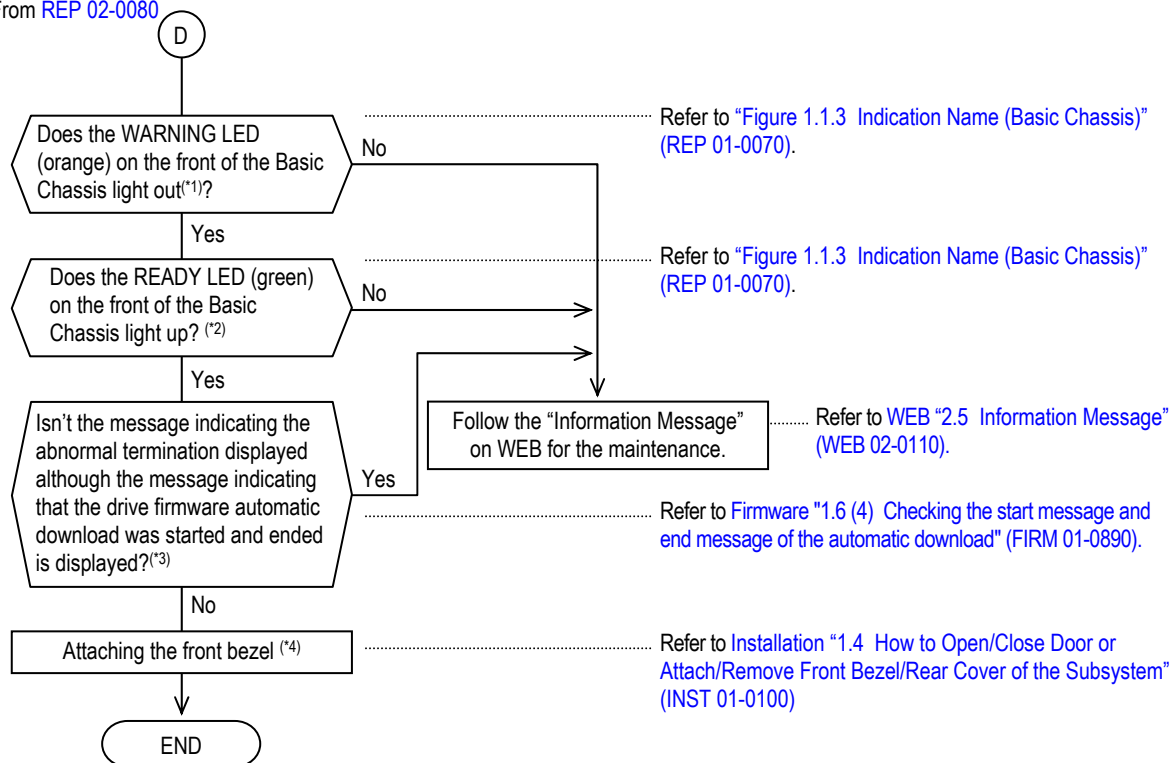 From REP 02-0080
D
Does the WARNING LED
(orange) on the front of the Basic
Chassis light out(*1)?
No
Refer to “Figure 1.1.3 Indication Name (Basic Chassis)”
(REP 01-0070).
Yes
Does the READY LED (green)
on the front of the Basic
Chassis light up? (*2)
No
Refer to “Figure 1.1.3 Indication Name (Basic Chassis)”
(REP 01-0070).
Yes
Isn’t the message indicating the
abnormal termination displayed
although the message indicating
that the drive firmware automatic
download was started and ended
is displayed?(*3)
Yes
Follow the “Information Message”
on WEB for the maintenance.
Refer to WEB “2.5 Information Message”
(WEB 02-0110).
Refer to Firmware "1.6 (4) Checking the start message and
end message of the automatic download" (FIRM 01-0890).
No
Attaching the front bezel (*4)
Refer to Installation “1.4 How to Open/Close Door or
Attach/Remove Front Bezel/Rear Cover of the Subsystem”
(INST 01-0100)
END